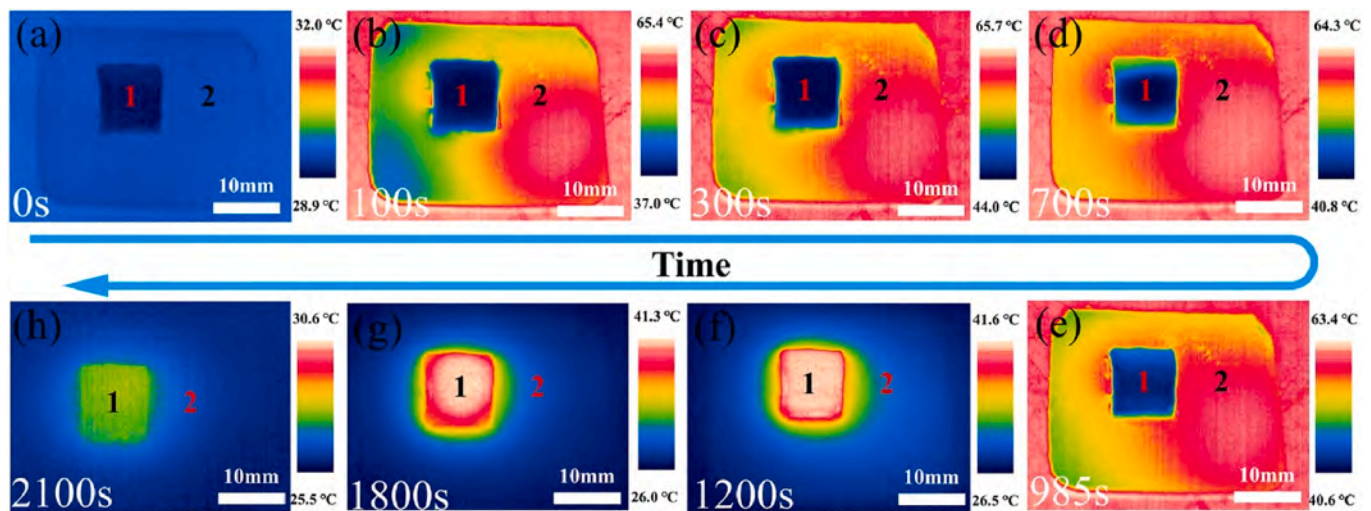 (a)
32.0 ℃
1
2
0s
10mm
28.9 ℃
(b)
65.4 ℃
1
2
100s
10mm
37.0 ℃
(c)
65.7 ℃
1
2
300s
10mm
44.0 ℃
(d)
64.3 ℃
1
2
700s
10mm
40.8 ℃
Time
(h)
30.6 ℃
1
2
2100s
10mm
25.5 ℃
(g)
41.3 ℃
1
2
1800s
10mm
26.0 ℃
(f)
41.6 ℃
1
2
1200s
10mm
26.5 ℃
(e)
63.4 ℃
1
2
985s
10mm
40.6 ℃